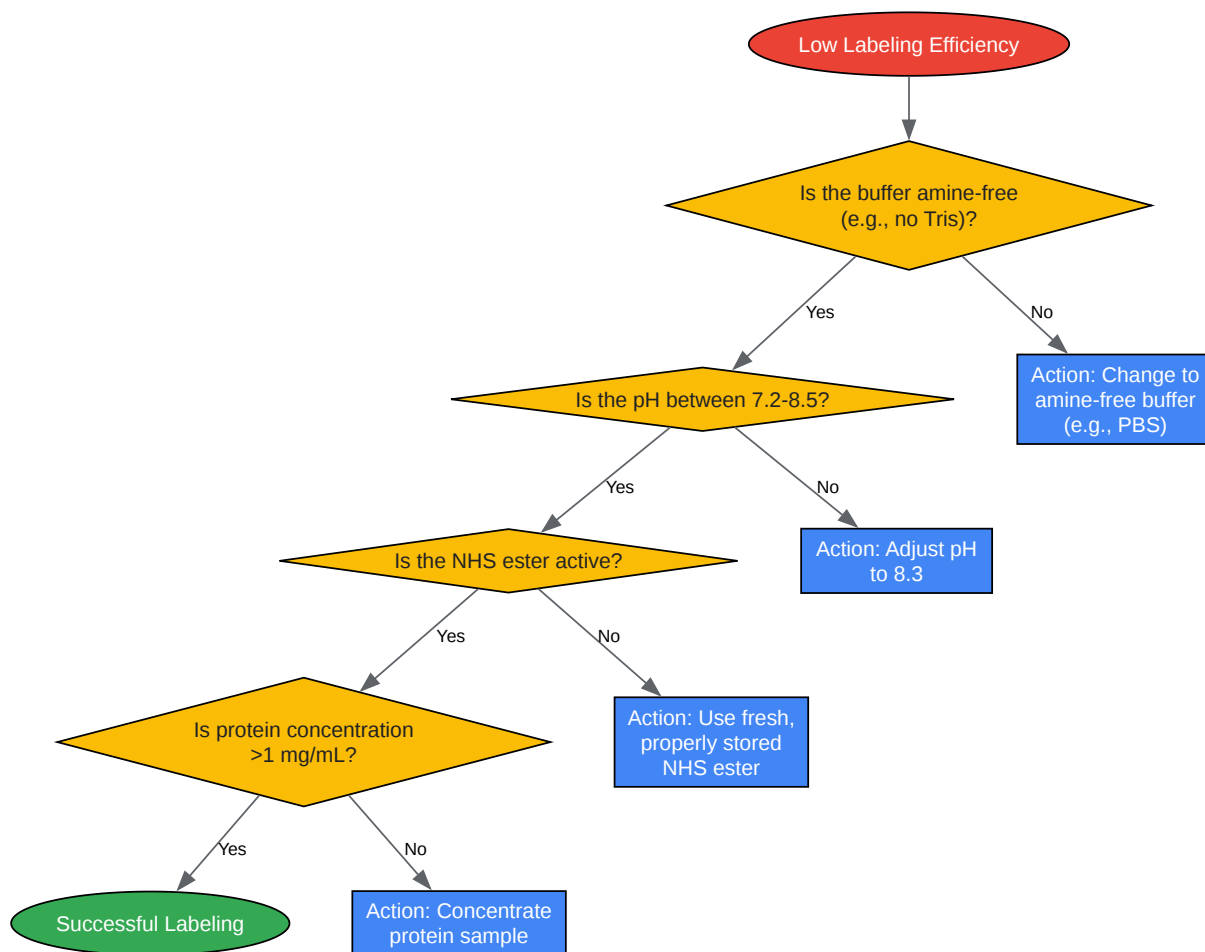 Low Labeling Efficiency
Is the buffer amine-free
(e.g., no Tris)?
Yes
No
Action: Change to
amine-free buffer
(e.g., PBS)
Is the pH between 7.2-8.5?
Yes
No
Action: Adjust pH
to 8.3
Is the NHS ester active?
Yes
No
Action: Use fresh,
properly stored
NHS ester
Is protein concentration
>1 mg/mL?
Yes
No
Successful Labeling
Action: Concentrate
protein sample